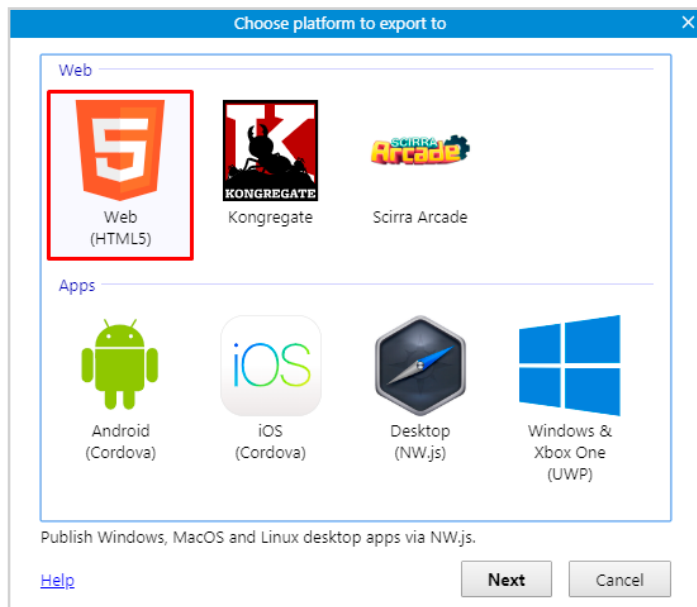 Choose platform to export to
Web
5
KONGREGATE
SCIRRA
Arcade
Web
(HTML5)
Kongregate
Scirra Arcade
Apps
iOS
Android
(Cordova)
iOS
(Cordova)
Desktop
(NW.js)
Windows &
Xbox One
(UWP)
Publish Windows, MacOS and Linux desktop apps via NW.js.
Help
Next
Cancel